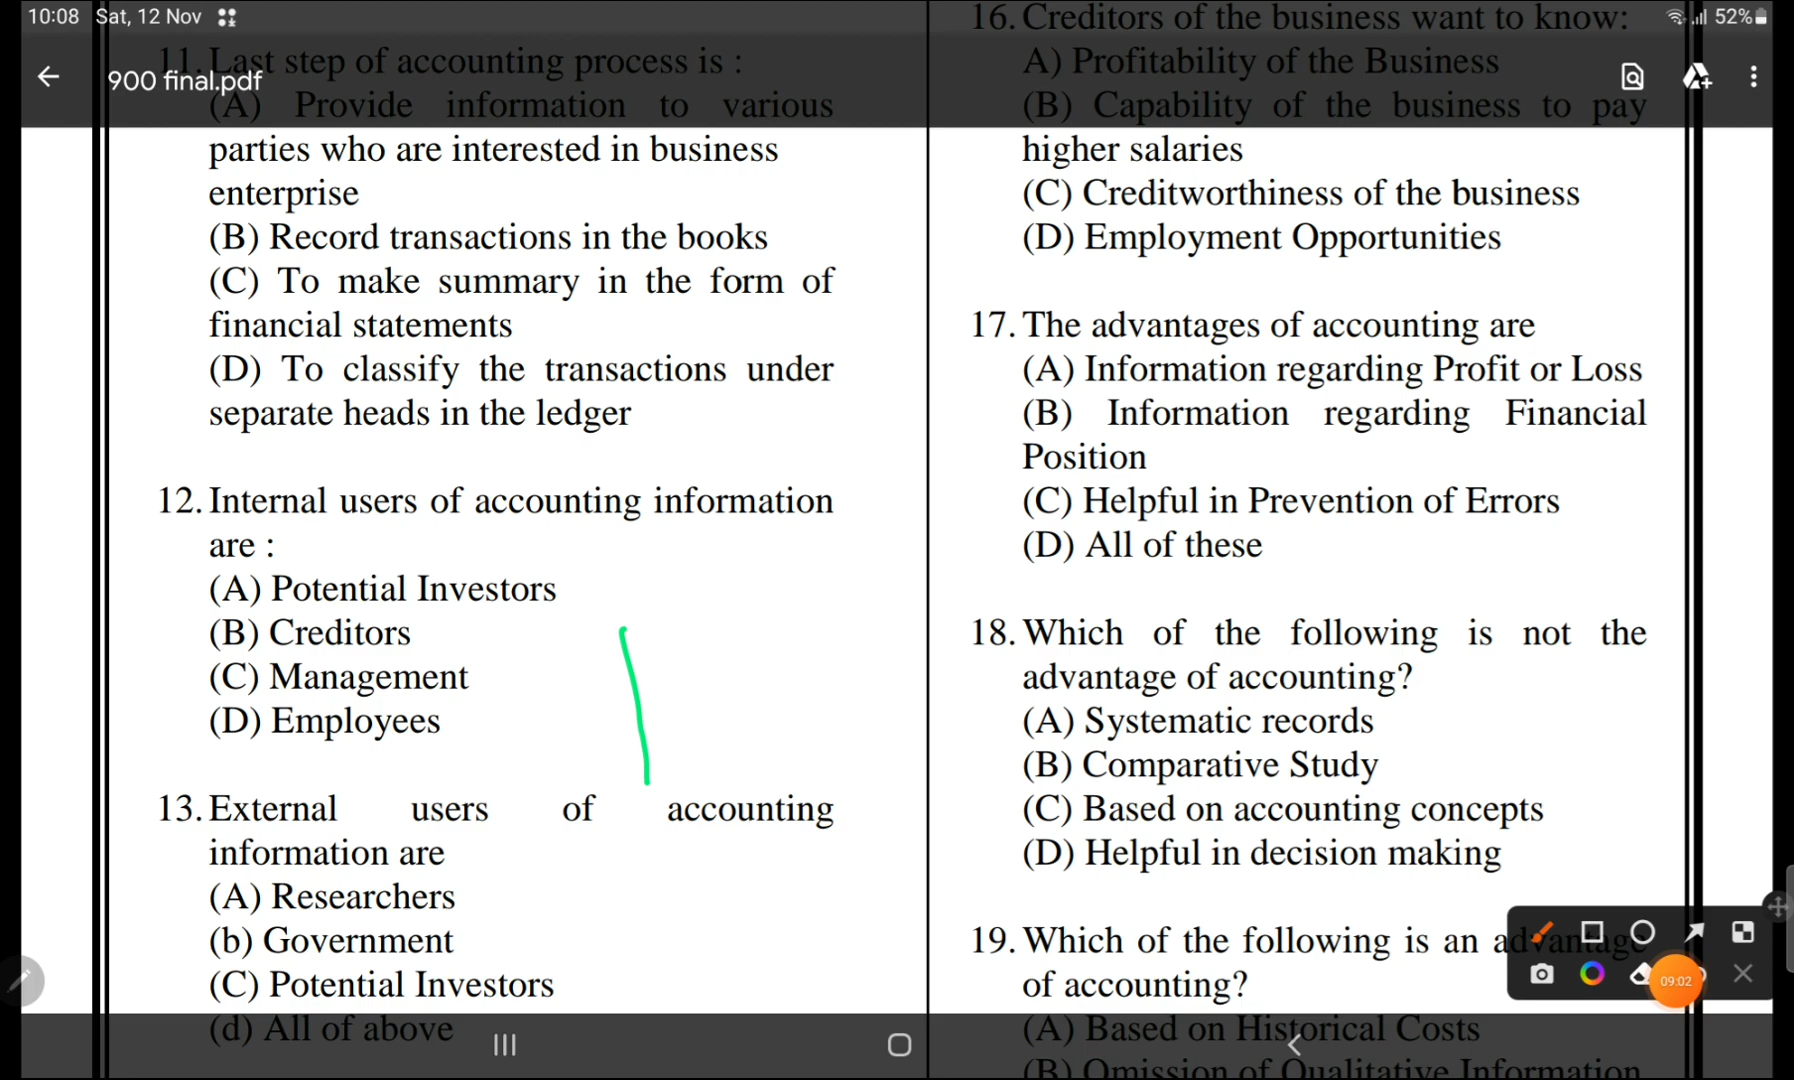 10:08 Sat, 12 Nov
52%
900 final.pdf
11. Last step of accounting process is :
(A) Provide information to various
parties who are interested in business
enterprise
(B) Record transactions in the books
(C) To make summary in the form of
financial statements
(D) To classify the transactions under
separate heads in the ledger
12. Internal users of accounting information
are :
(A) Potential Investors
(B) Creditors
(C) Management
(D) Employees
13. External users of accounting
information are
(A) Researchers
(b) Government
(C) Potential Investors
(d) All of above
16. Creditors of the business want to know:
A) Profitability of the Business
(B) Capability of the business to pay
higher salaries
(C) Creditworthiness of the business
(D) Employment Opportunities
17. The advantages of accounting are
(A) Information regarding Profit or Loss
(B) Information regarding Financial
Position
(C) Helpful in Prevention of Errors
(D) All of these
18. Which of the following is not the
advantage of accounting?
(A) Systematic records
(B) Comparative Study
(C) Based on accounting concepts
(D) Helpful in decision making
19. Which of the following is an advantage
of accounting?
(A) Based on Historical Costs
(B) Omission of Qualitative Information
09:02